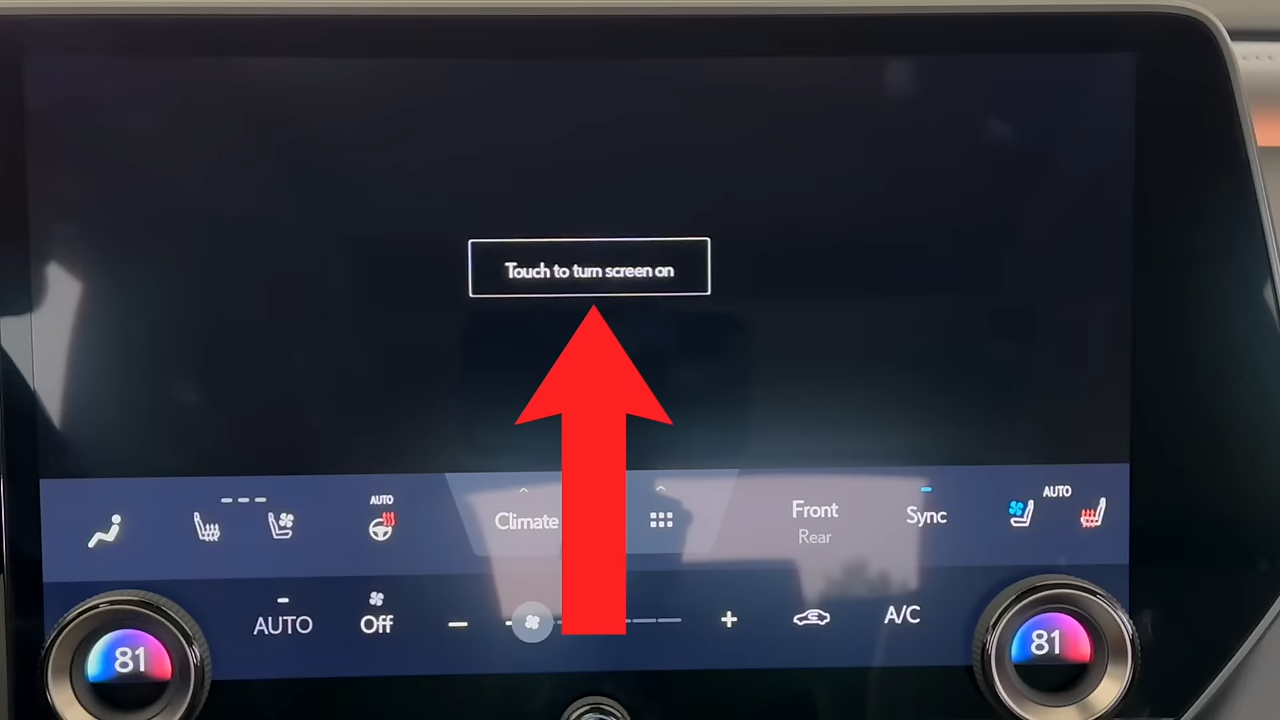 Touch to turn screen on
AUTO
AUTO
Climate
Front
Sync
Rear
AUTO
Off
A/C
81
81